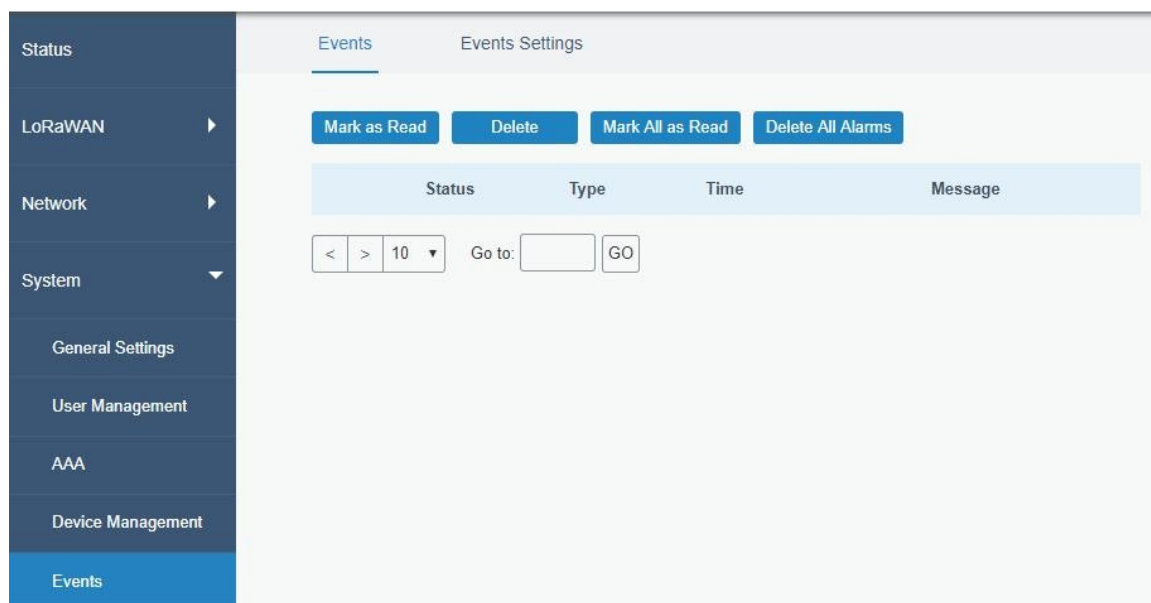 Status
LoRaWAN
Network
System
General Settings
User Management
AAA
Device Management
Events
Events Events Settings
Mark as Read Delete Mark All as Read Delete All Alarms
Status Type Time Message
< > 10 Go to: GO